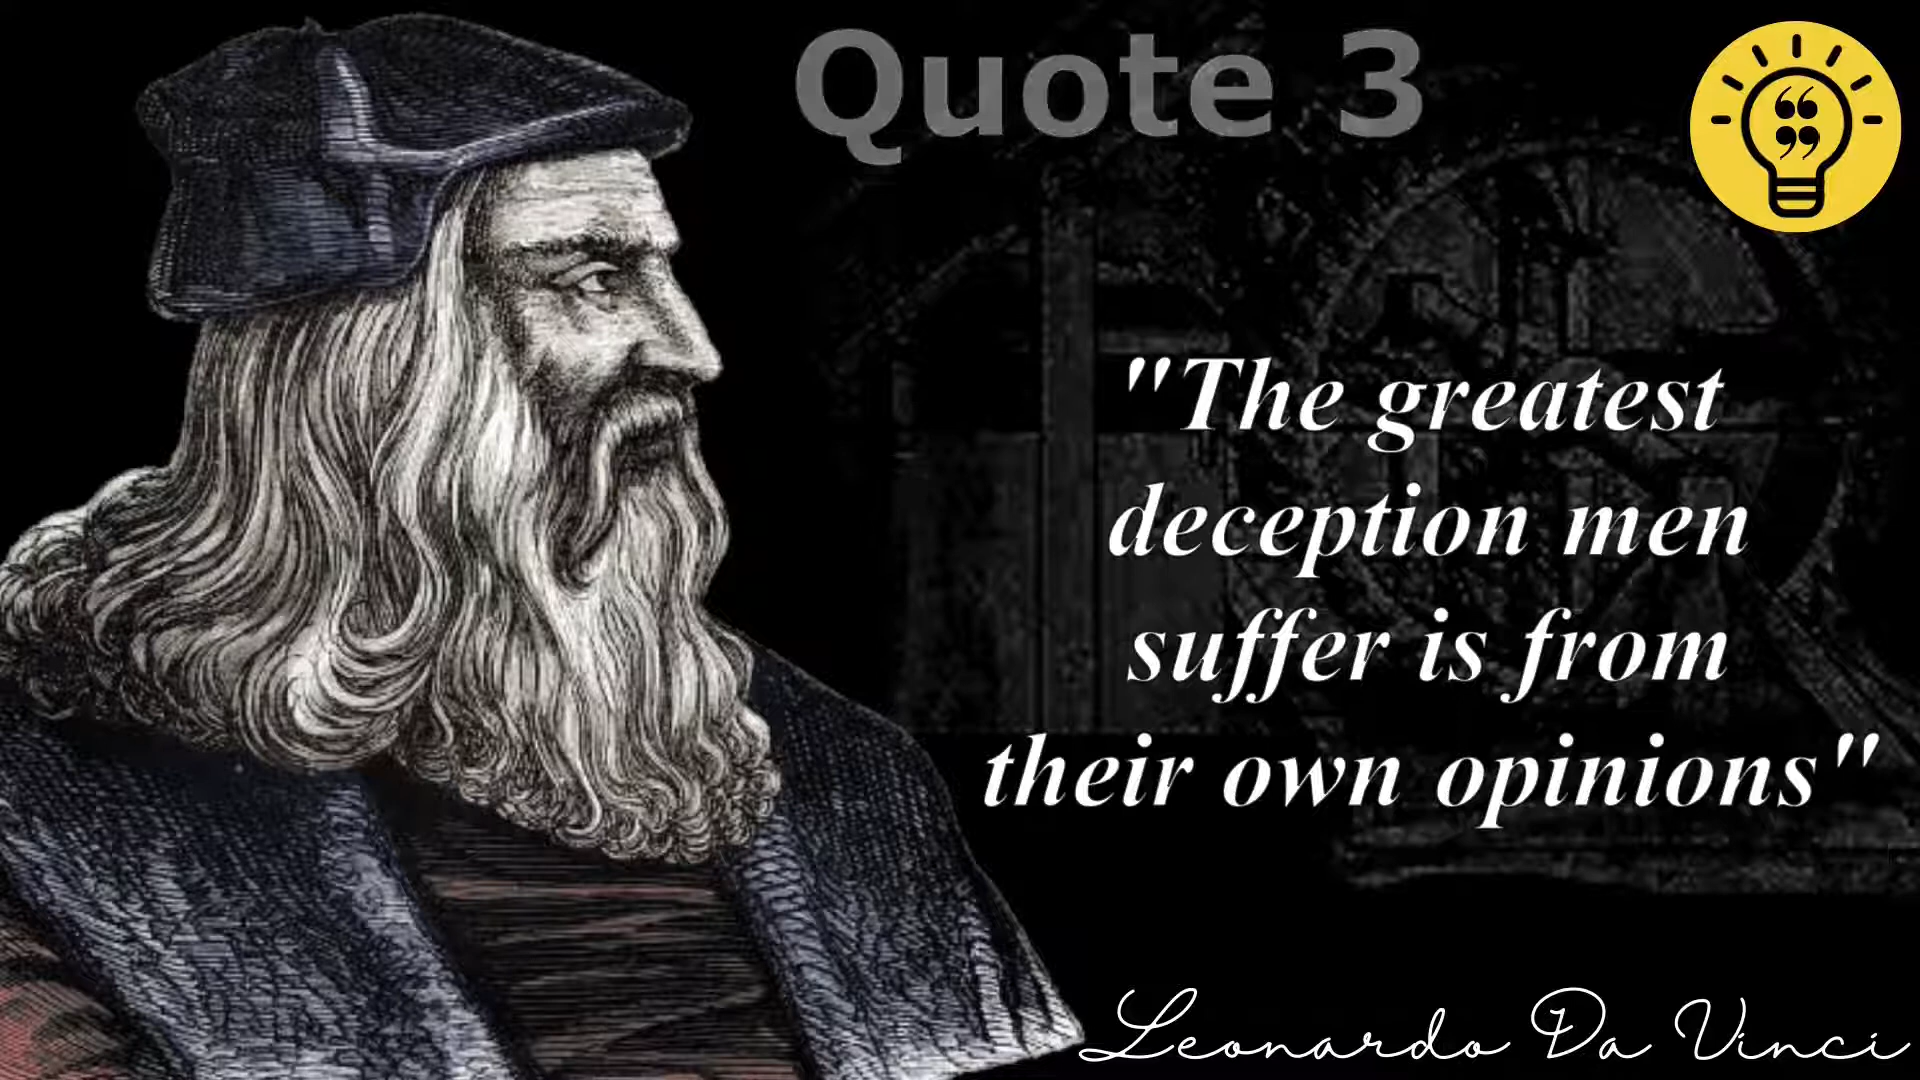 Quote 3
"The greatest
deception men
suffer is from
their own opinions"
Leonardo Da Vinci